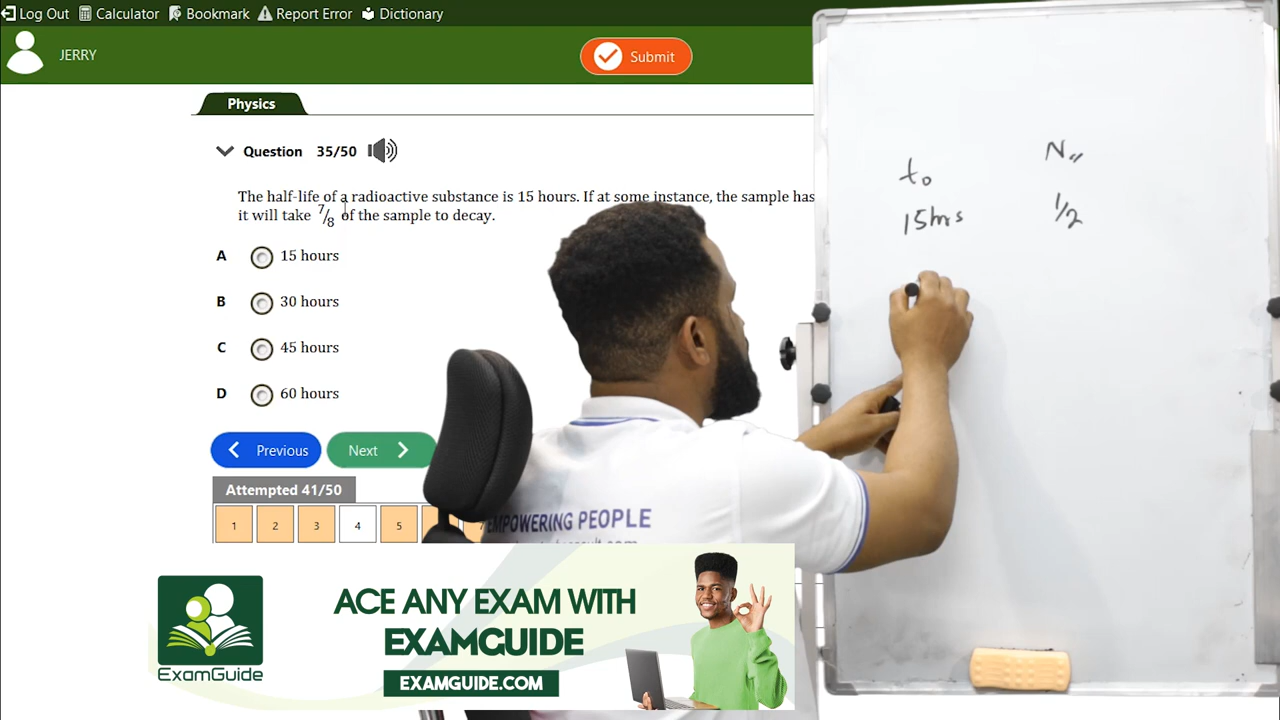 Log Out Calculator Bookmark Report Error Dictionary
JERRY
Submit
Physics
Question 35/50
The half-life of a radioactive substance is 15 hours. If at some instance, the sample has
it will take 7/8 of the sample to decay.
A 15 hours
B 30 hours
C 45 hours
D 60 hours
Previous Next
Attempted 41/50
1 2 3 4 5
t₀ N
15hrs 1/2
EMPOWERING PEOPLE
ACE ANY EXAM WITH
EXAMGUIDE
EXAMGUIDE.COM
ExamGuide